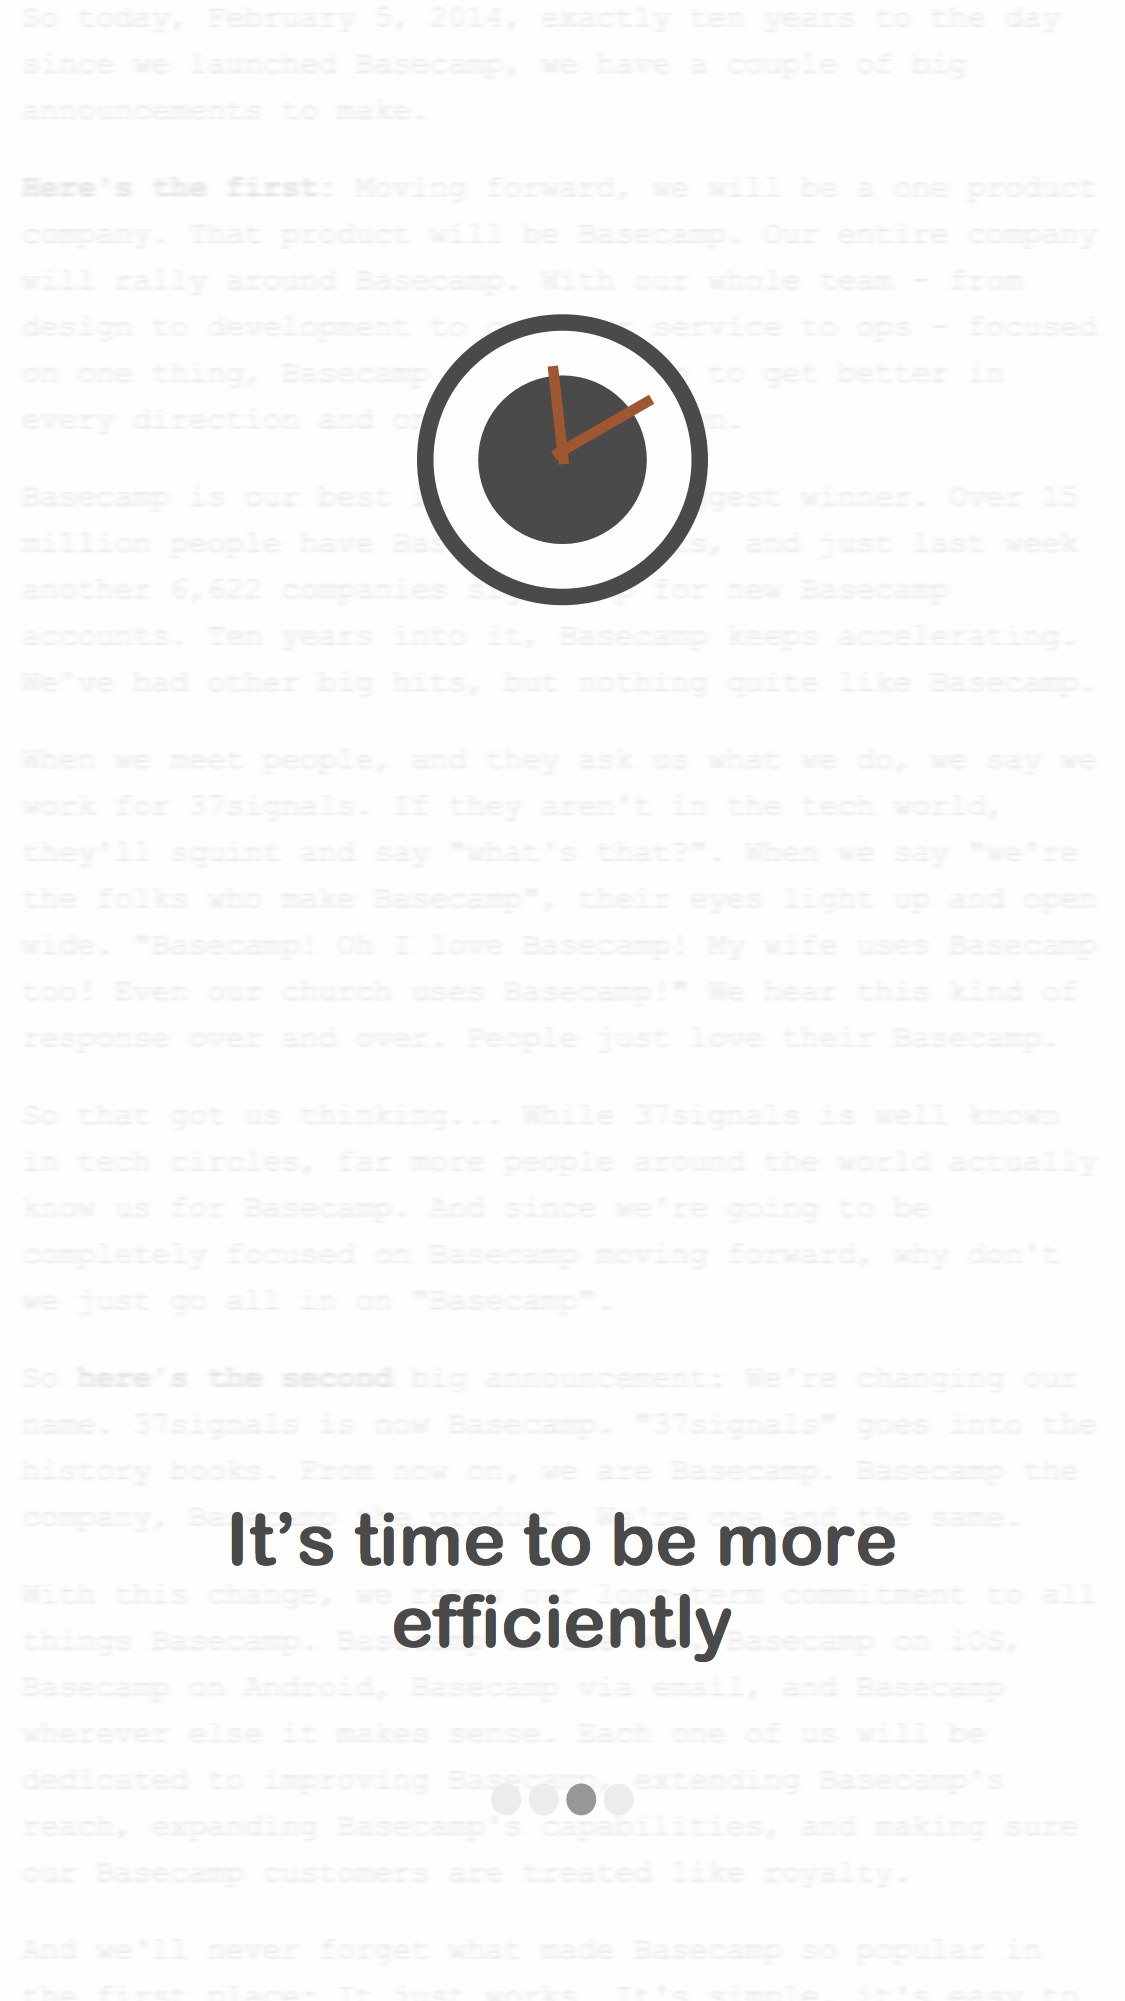 So today, February 5, 2014, exactly ten years to the day
since we launched Basecamp, we have a couple of big
announcements to make.
Here's the first: Moving forward, we will be a one product
company. That product will be Basecamp. Our entire company
will rally around Basecamp. With our whole team – from
design to development to service to ops – focused
on one thing, Basecamp to get better in
every direction and on
Basecamp is our best winner. Over 15
million people have and just last week
another 6,622 companies for new Basecamp
accounts. Ten years into it, Basecamp keeps accelerating.
We've had other big hits, but nothing quite like Basecamp.
When we meet people, and they ask us what we do, we say we
work for 37signals. If they aren't in the tech world,
they'll squint and say "what's that?". When we say "we're
the folks who make Basecamp", their eyes light up and open
wide. "Basecamp! Oh I love Basecamp! My wife uses Basecamp
too! Even our church uses Basecamp!" We hear this kind of
response over and over. People just love their Basecamp.
So that got us thinking... While 37signals is well known
in tech circles, far more people around the world actually
know us for Basecamp. And since we're going to be
completely focused on Basecamp moving forward, why don't
we just go all in on "Basecamp".
So here's the second big announcement: We're changing our
name. 37signals is now Basecamp. "37signals" goes into the
history books. From now on, we are Basecamp. Basecamp the
company, Basecamp the product. We're one and the same.
It’s time to be more
efficiently
With this change, we our long term commitment to all
things Basecamp. Basecamp on iOS,
Basecamp on Android, Basecamp via email, and Basecamp
wherever else it makes sense. Each one of us will be
dedicated to improving Basecamp, extending Basecamp's
reach, expanding Basecamp's capabilities, and making sure
our Basecamp customers are treated like royalty.
And we'll never forget what made Basecamp so popular in
the first place: It just works. It's simple, it's easy to